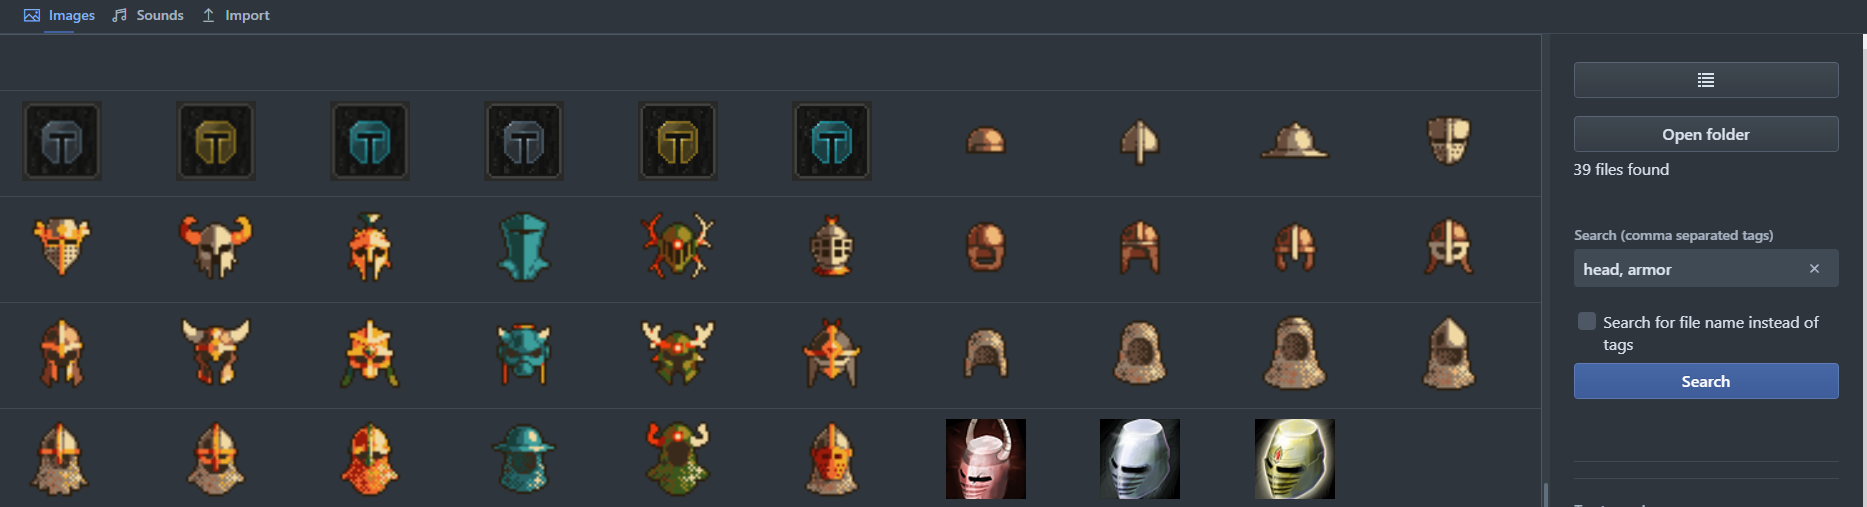 Images Sounds Import
Open folder
39 files found
Search (comma separated tags)
head, armor
Search for file name instead of
tags
Search